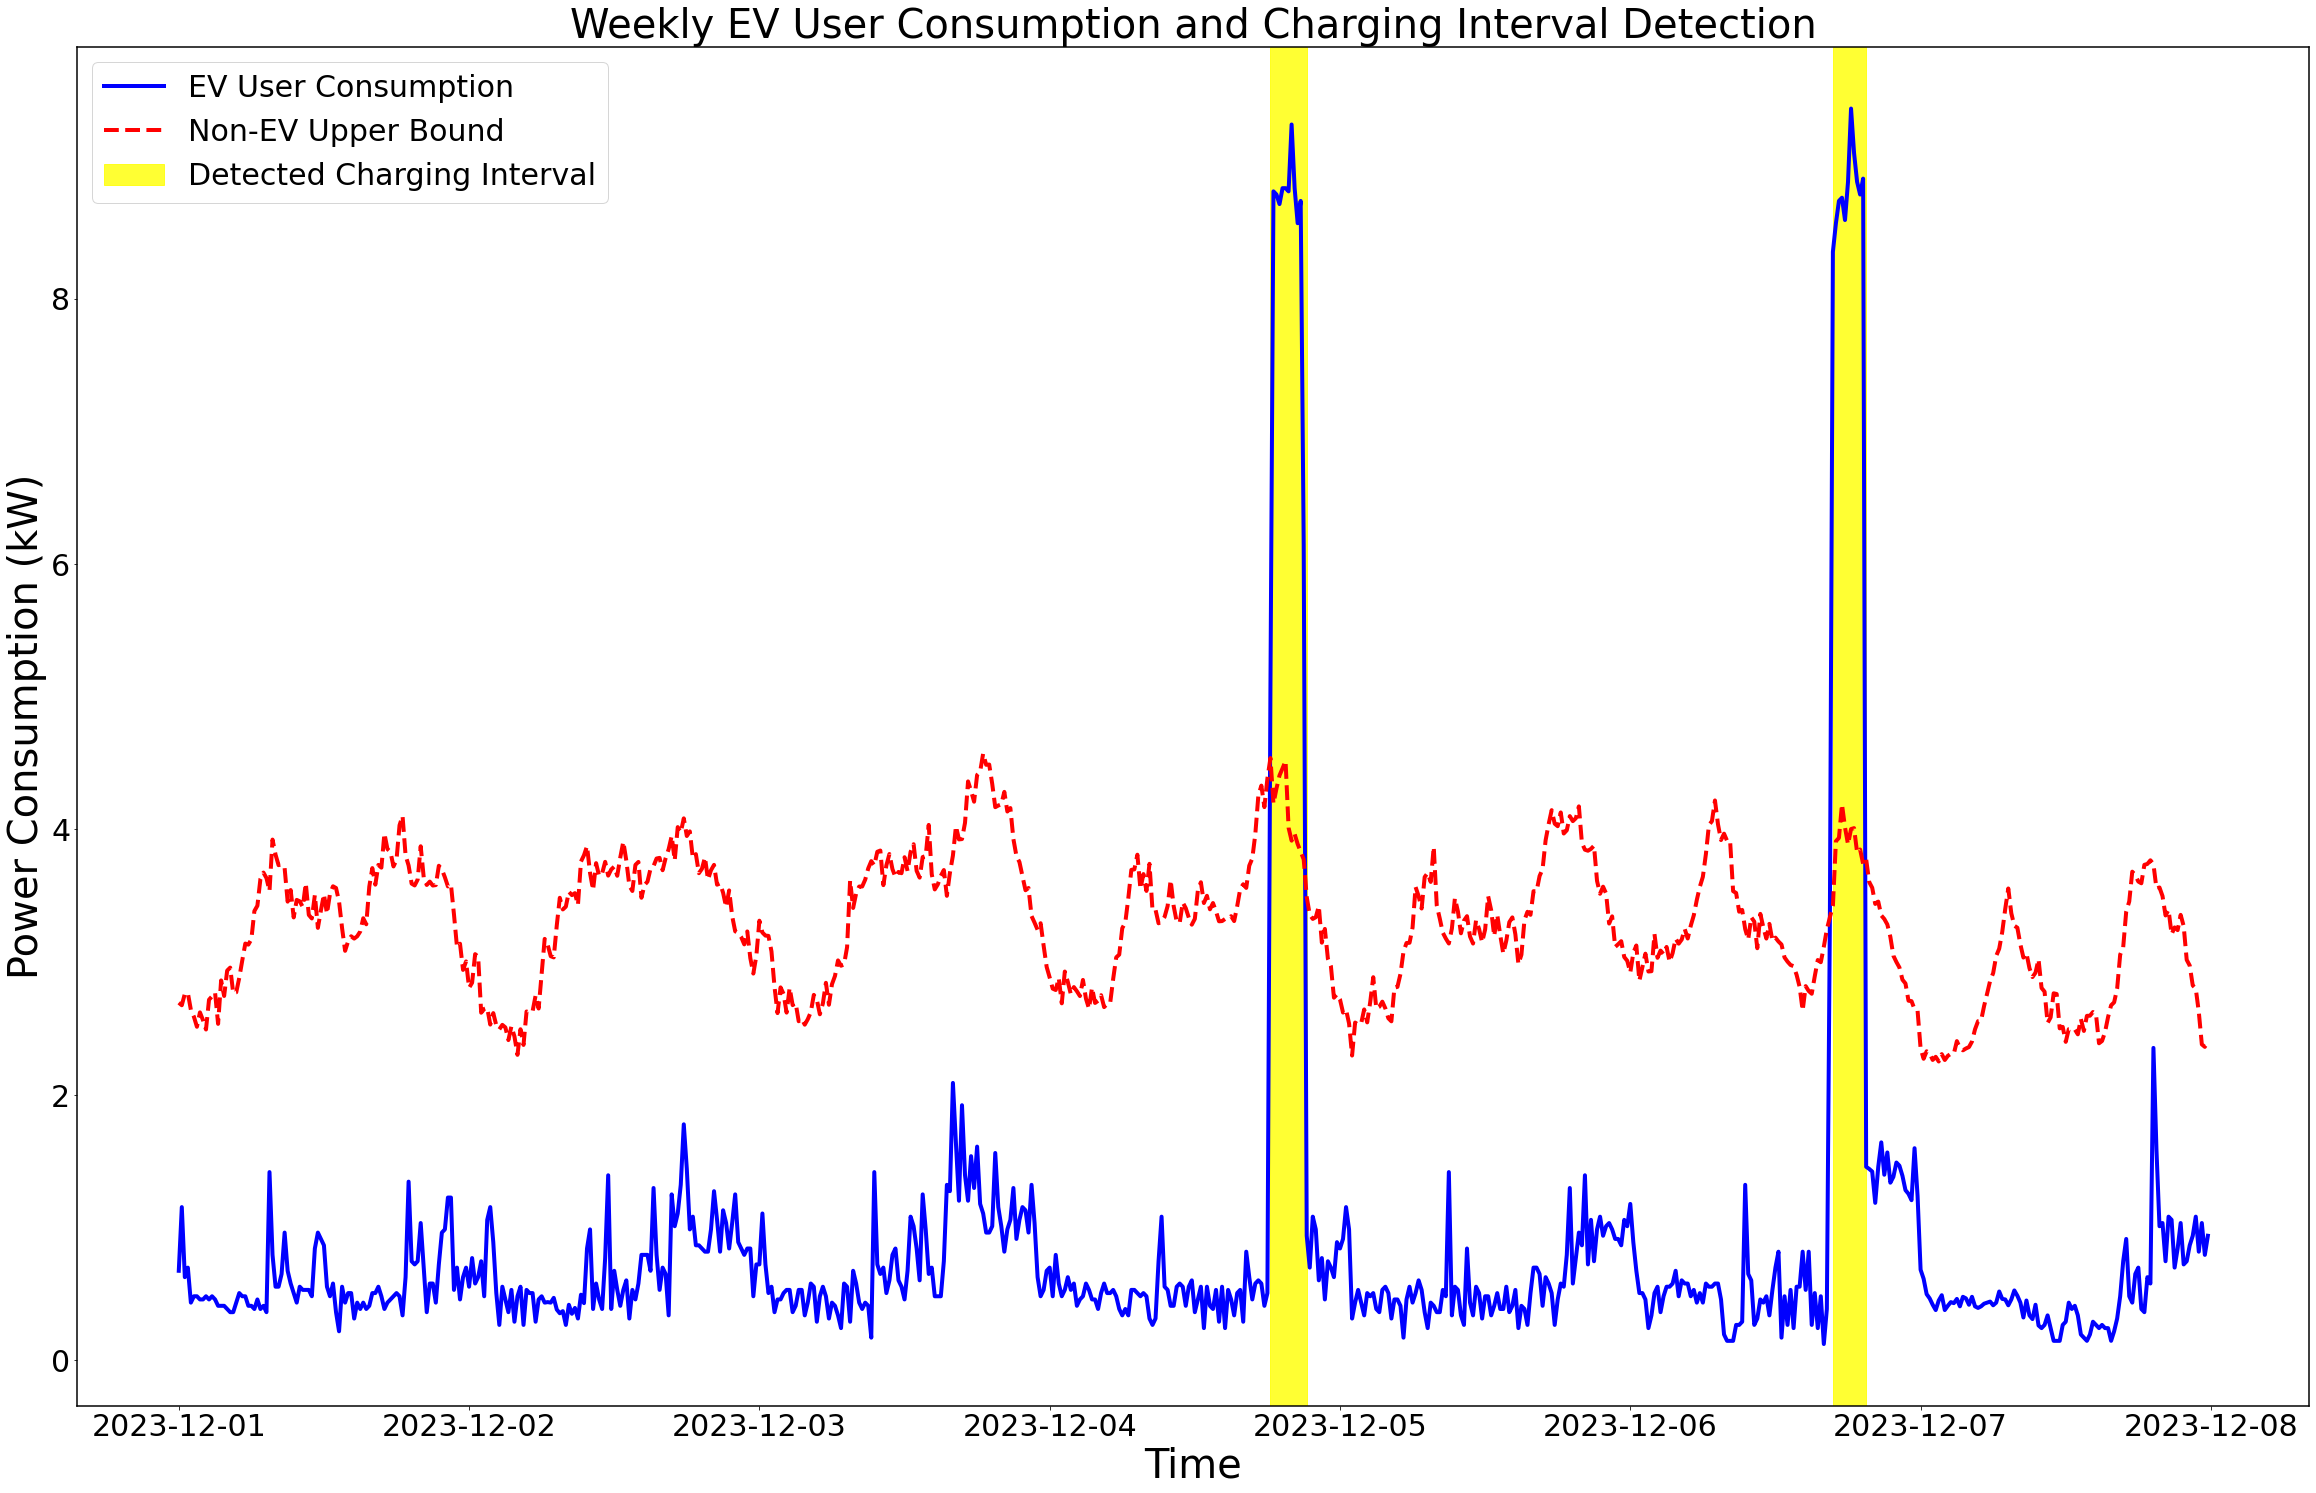 Weekly EV User Consumption and Charging Interval Detection
EV User Consumption
Non-EV Upper Bound
Detected Charging Interval
Power Consumption (kW)
8
6
4
2
0
2023-12-01 2023-12-02 2023-12-03 2023-12-04 2023-12-05 2023-12-06 2023-12-07 2023-12-08
Time